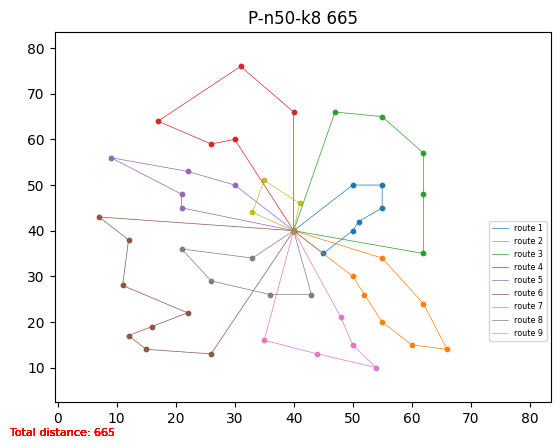 P-n50-k8 665
80
70
60
50
40
30
20
10
0 10 20 30 40 50 60 70 80
route 1
route 2
route 3
route 4
route 5
route 6
route 7
route 8
route 9
Total distance: 665